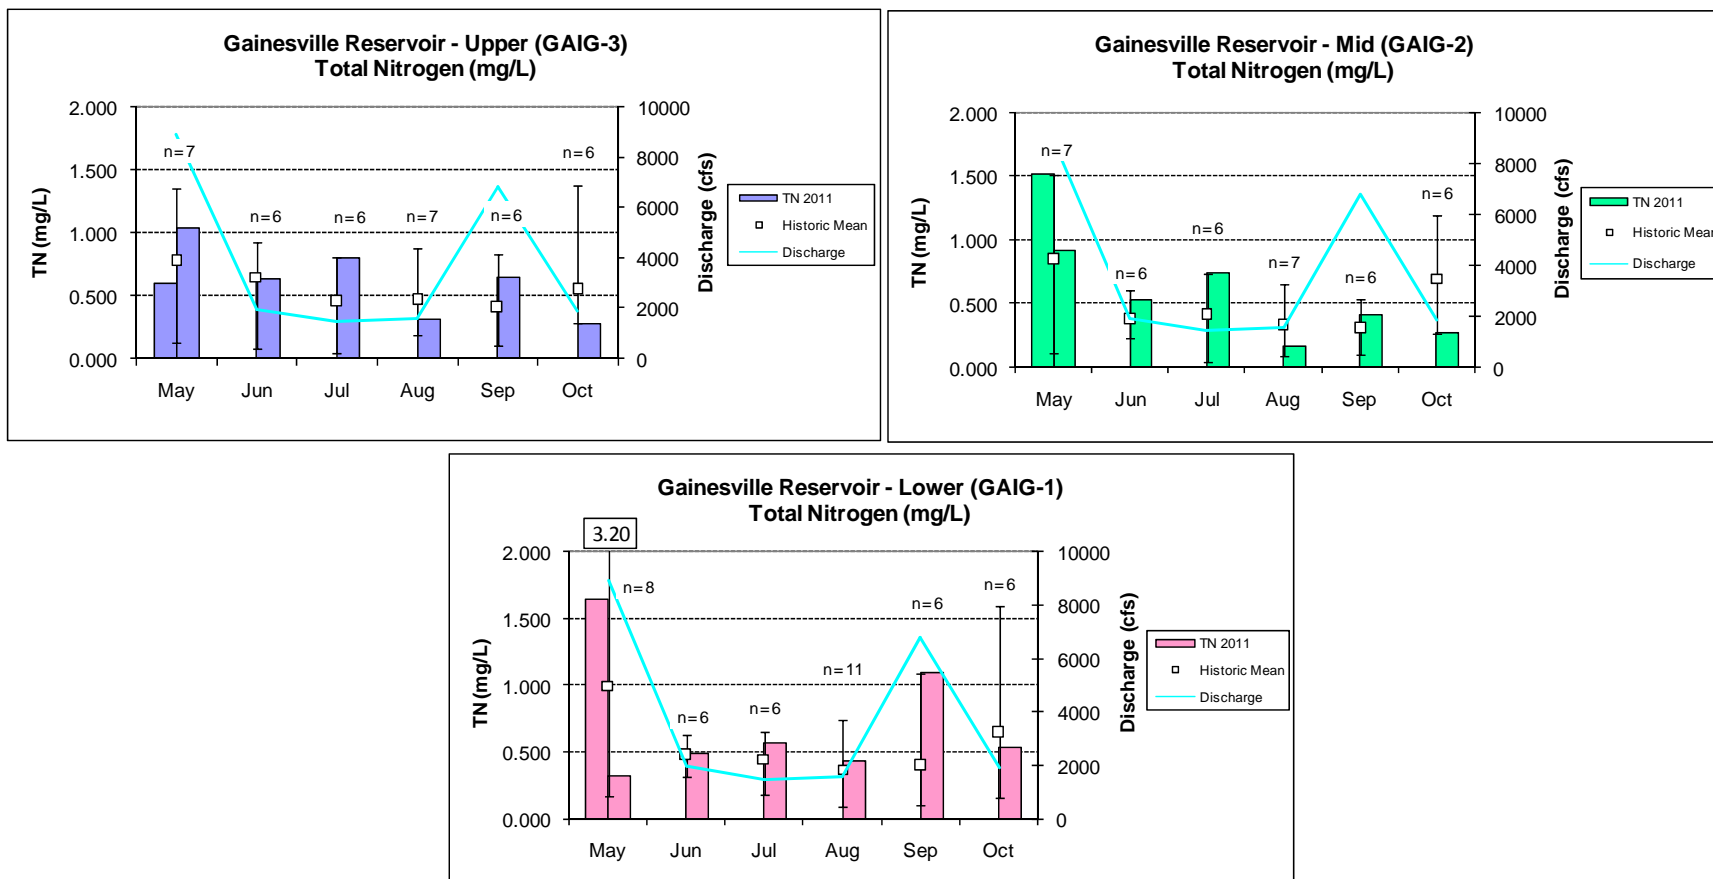 Gainesville Reservoir - Upper (GAIG-3)
Total Nitrogen (mg/L)
TN (mg/L)
2.000
1.500
1.000
0.500
0.000
n=7
n=6
n=6
n=7
n=6
n=6
10000
8000
6000
4000
2000
0
Discharge (cfs)
May Jun Jul Aug Sep Oct
TN 2011
Historic Mean
Discharge
Gainesville Reservoir - Mid (GAIG-2)
Total Nitrogen (mg/L)
TN (mg/L)
2.000
1.500
1.000
0.500
0.000
n=7
n=6
n=6
n=7
n=6
n=6
10000
8000
6000
4000
2000
0
Discharge (cfs)
May Jun Jul Aug Sep Oct
TN 2011
Historic Mean
Discharge
Gainesville Reservoir - Lower (GAIG-1)
Total Nitrogen (mg/L)
3.20
TN (mg/L)
2.000
1.500
1.000
0.500
0.000
n=8
n=6
n=6
n=11
n=6
n=6
10000
8000
6000
4000
2000
0
Discharge (cfs)
May Jun Jul Aug Sep Oct
TN 2011
Historic Mean
Discharge